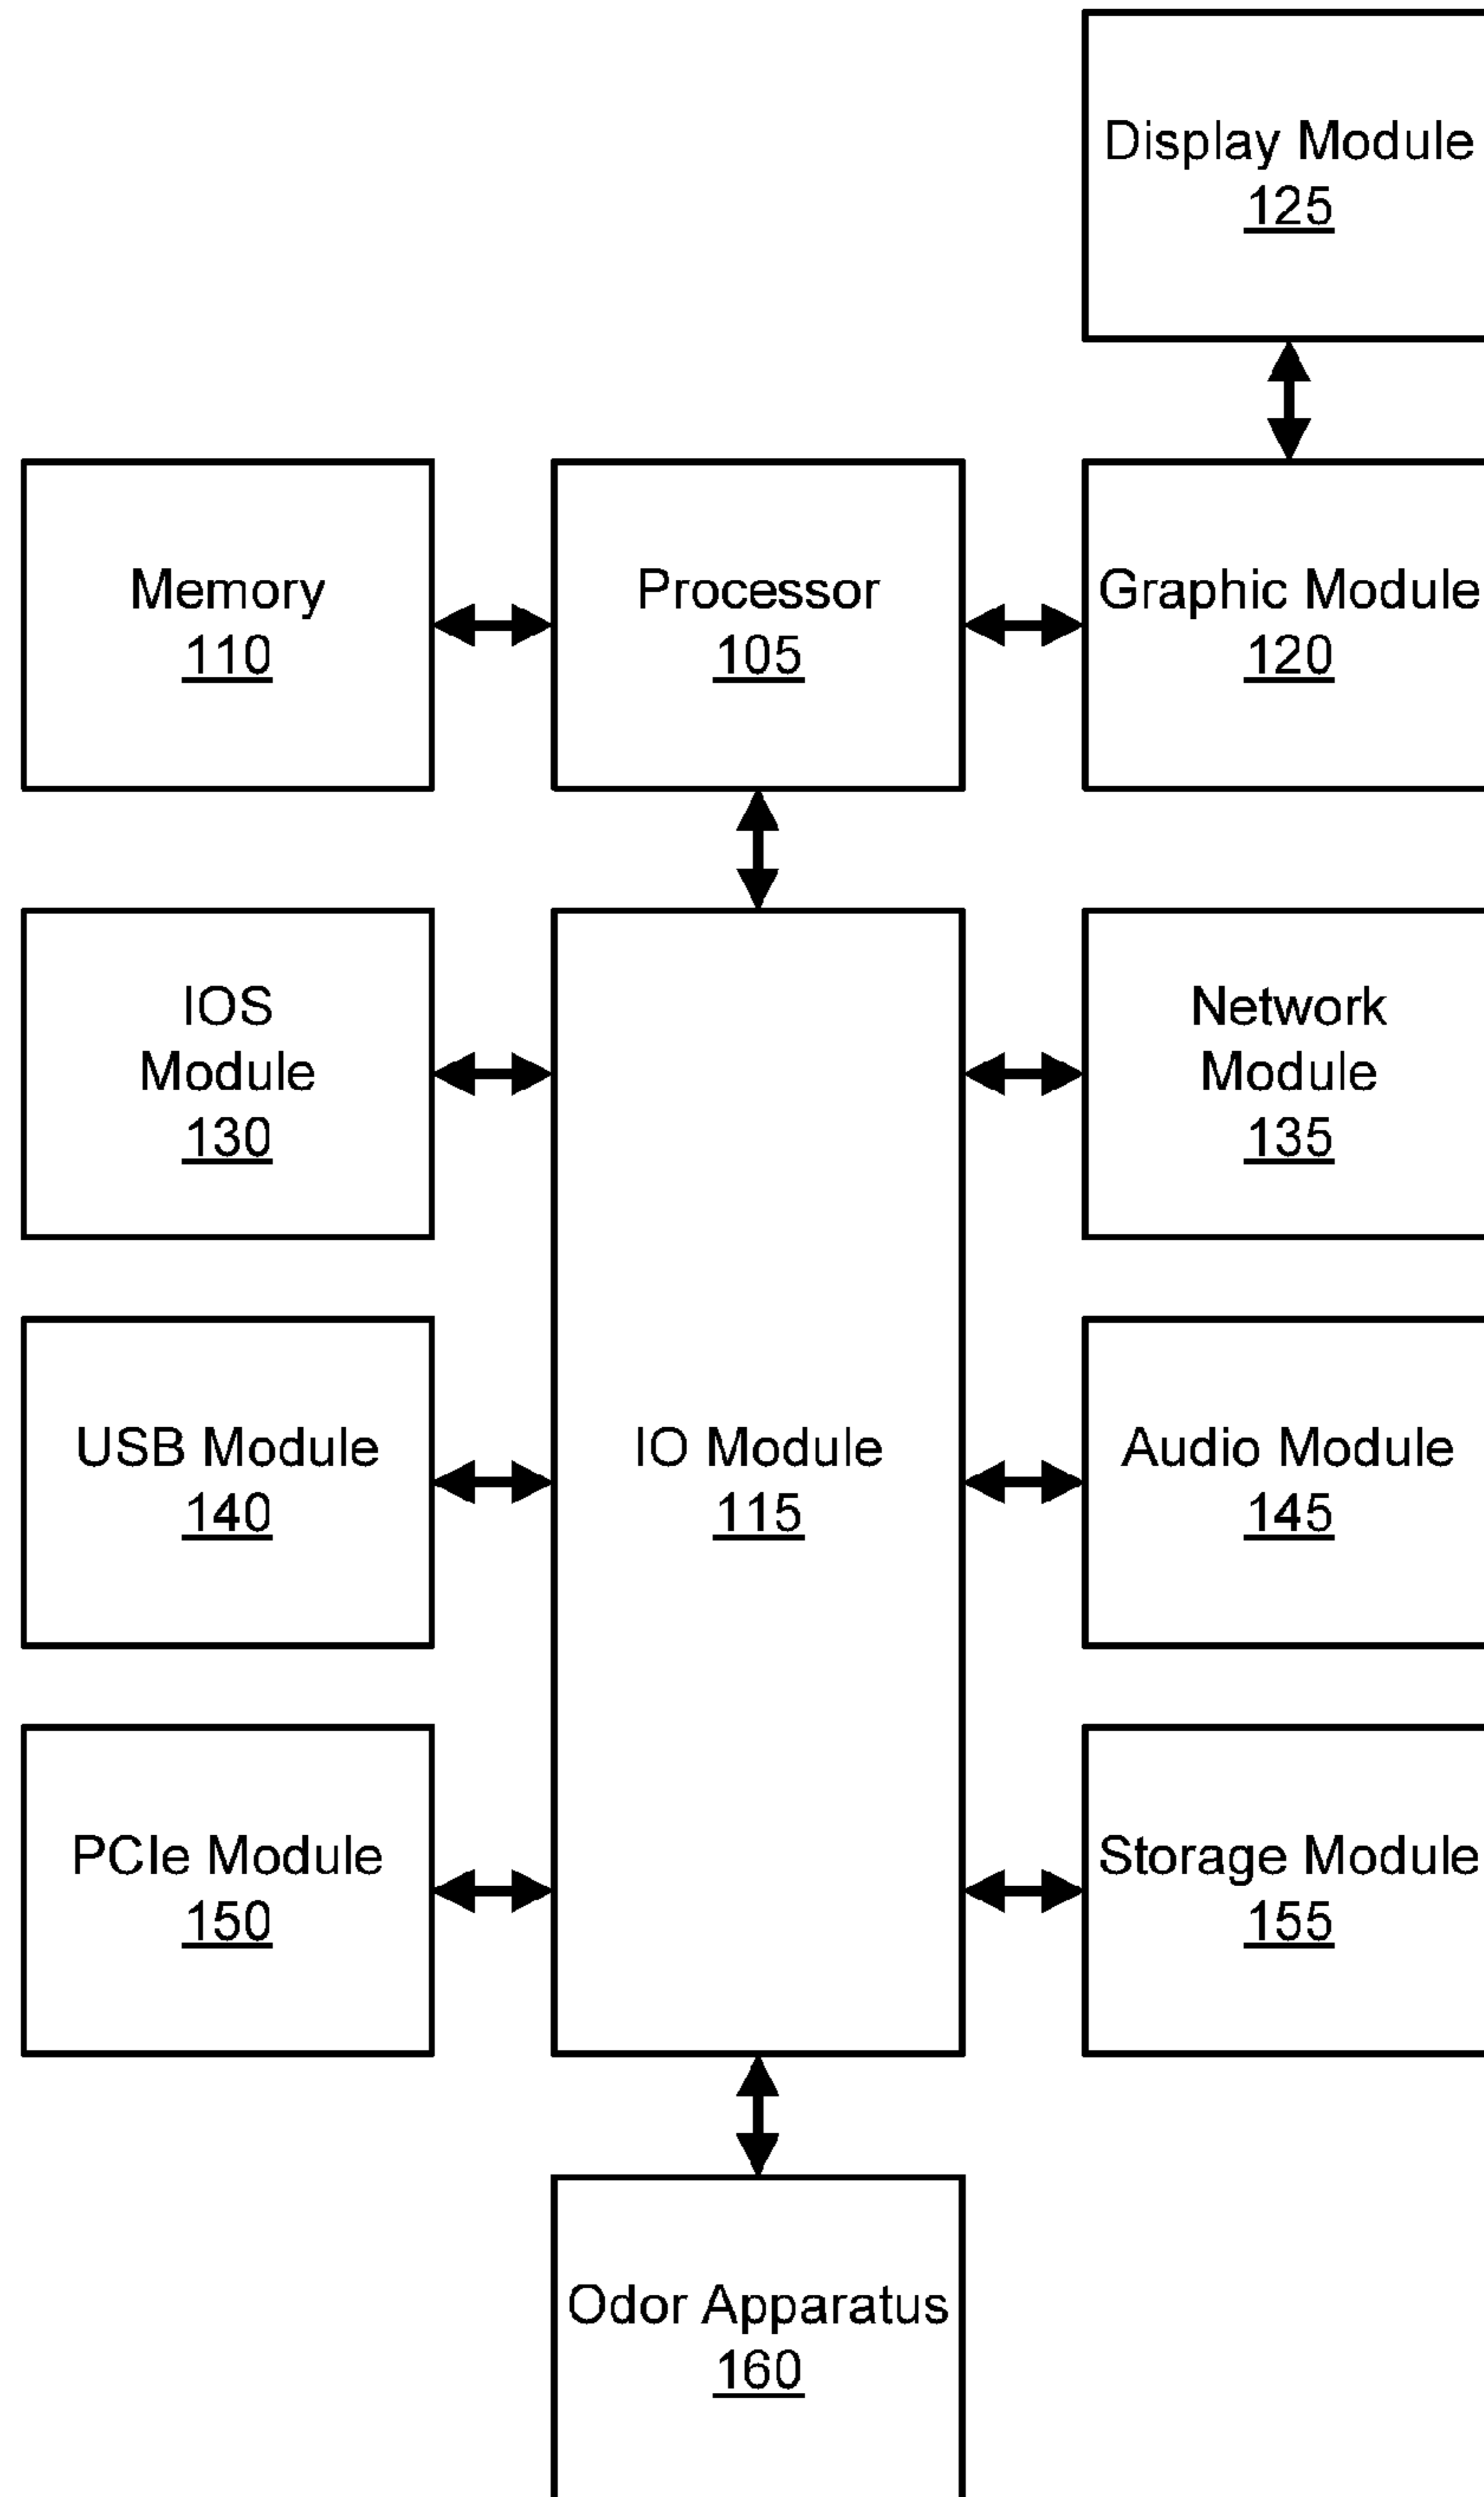 Display Module
125
Memory
110
Processor
105
Graphic Module
120
IOS
Module
130
Network
Module
135
USB Module
140
IO Module
115
Audio Module
145
PCIe Module
150
Storage Module
155
Odor Apparatus
160